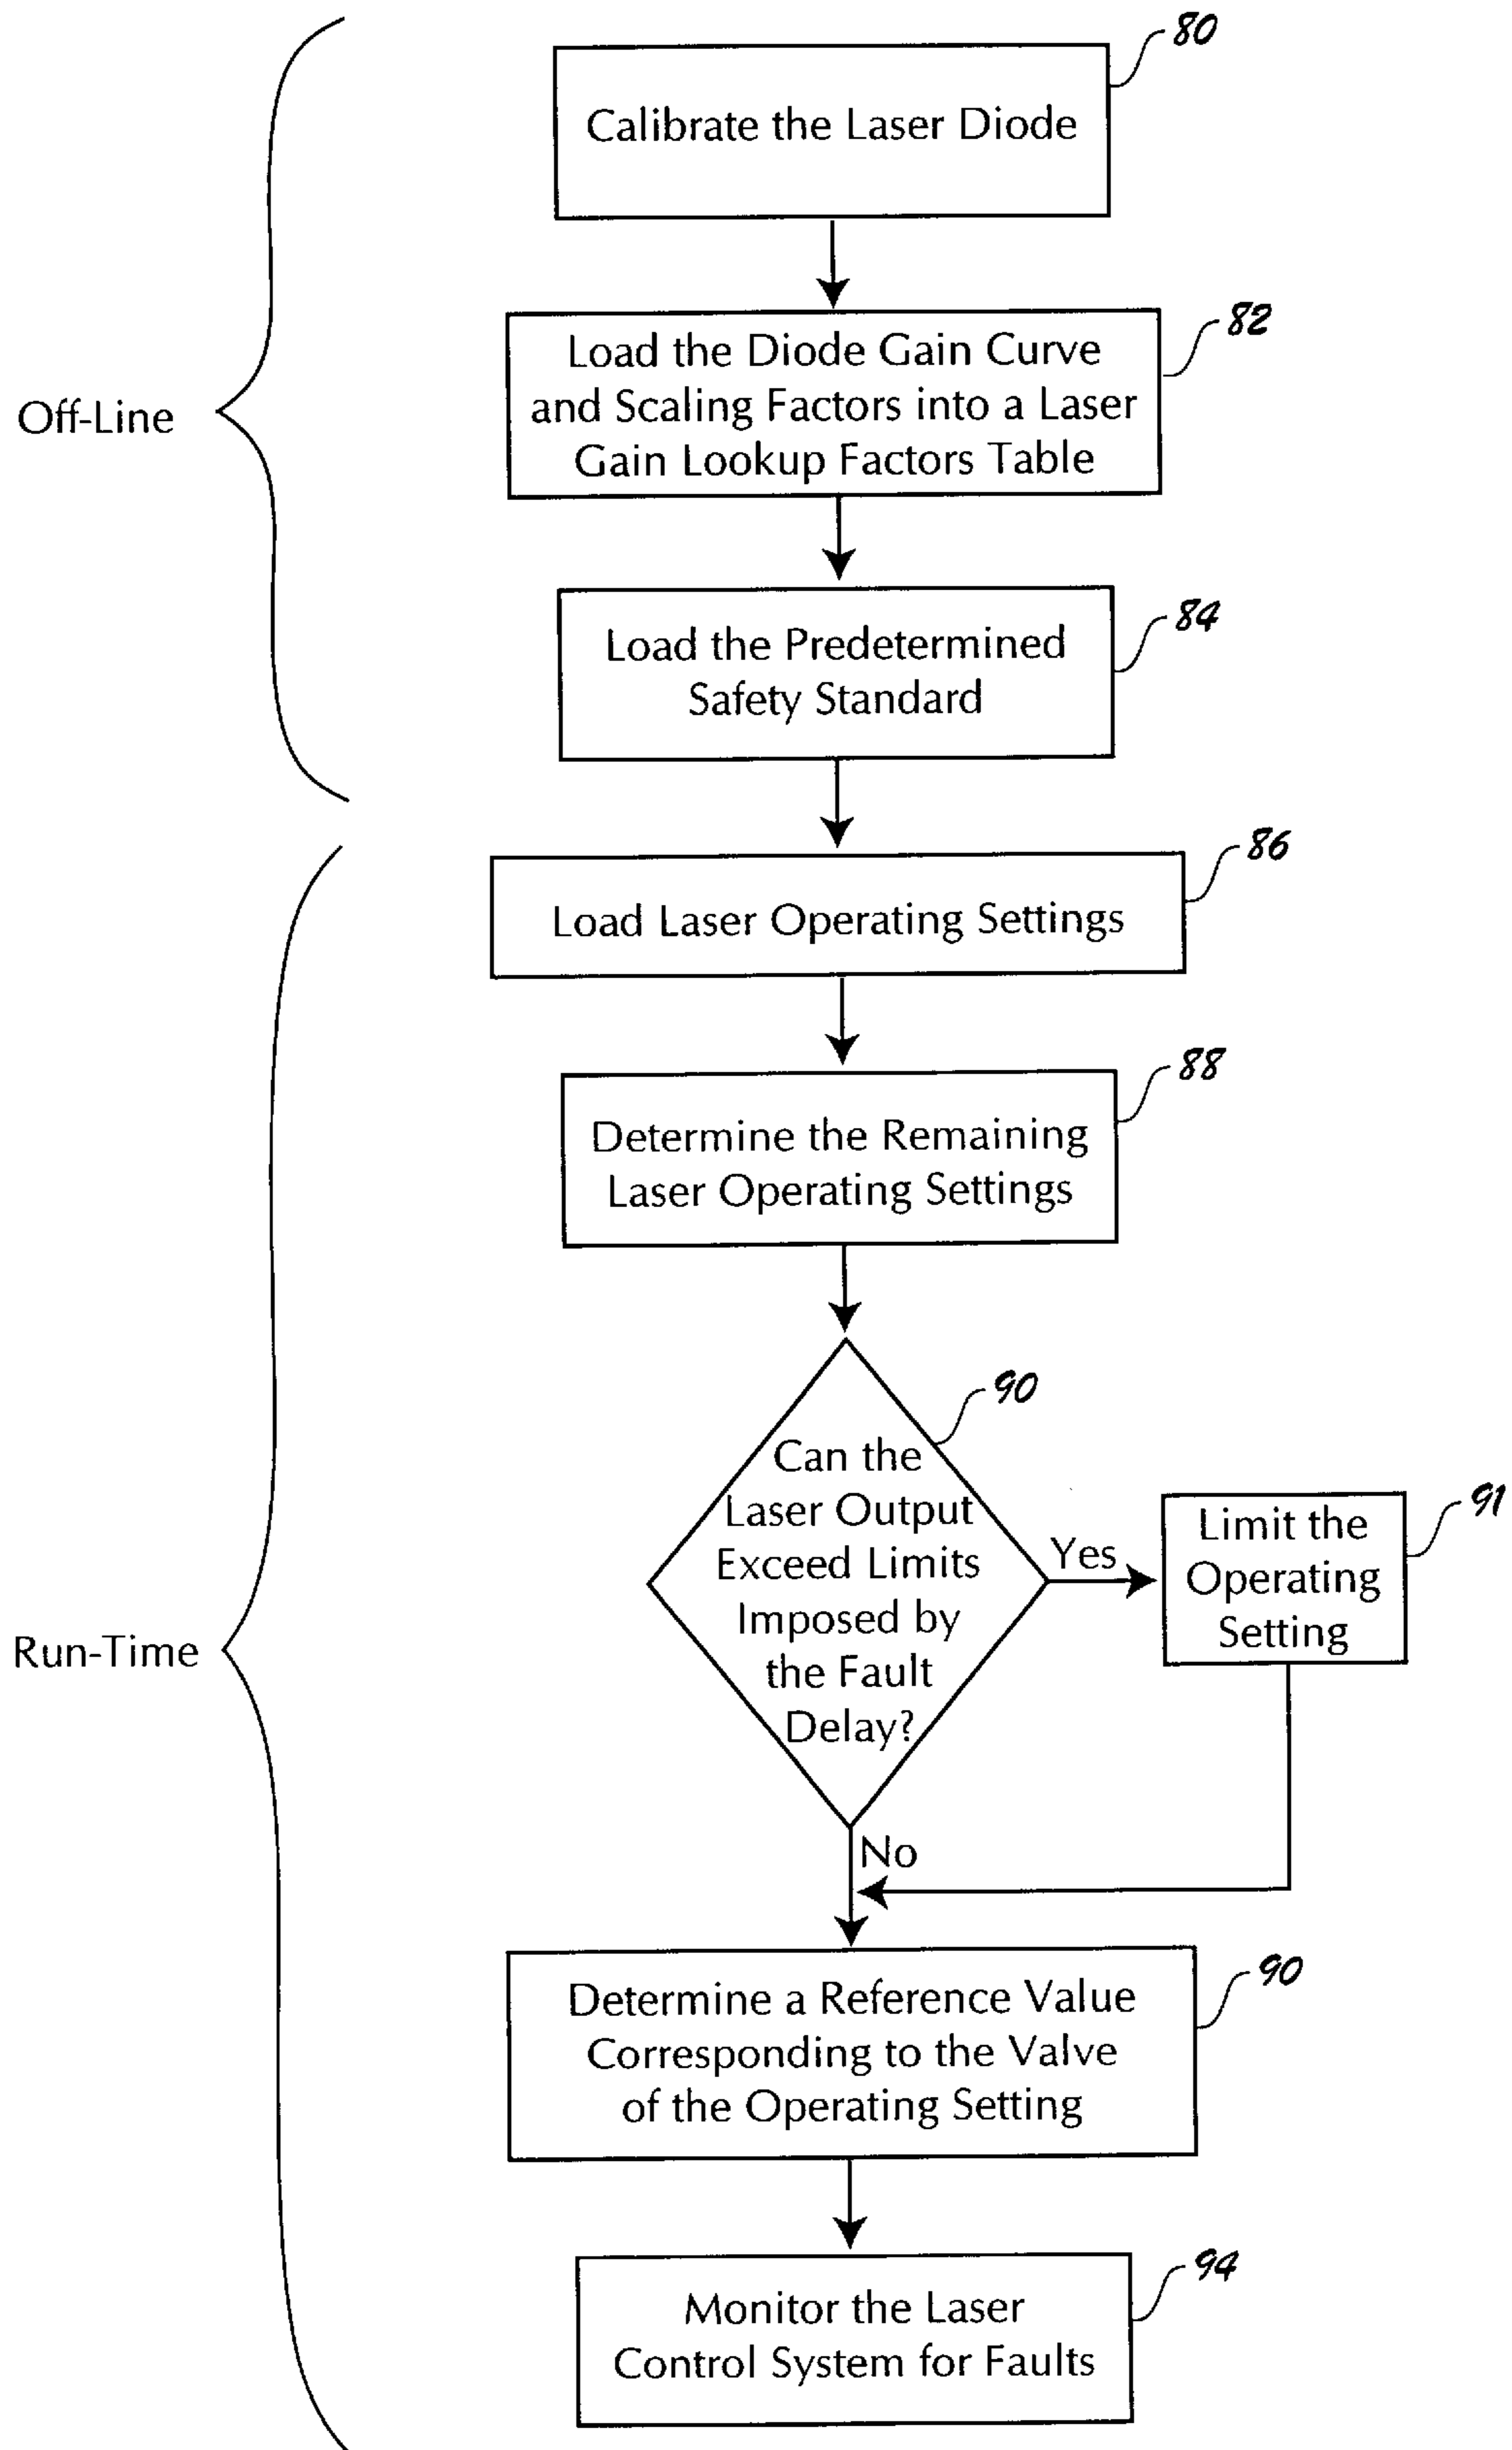 80
Calibrate the Laser Diode
82
Load the Diode Gain Curve
and Scaling Factors into a Laser
Gain Lookup Factors Table
Off-Line
84
Load the Predetermined
Safety Standard
86
Load Laser Operating Settings
88
Determine the Remaining
Laser Operating Settings
90
Can the
Laser Output
Exceed Limits
Imposed by
the Fault
Delay?
Yes
91
Limit the
Operating
Setting
Run-Time
No
90
Determine a Reference Value
Corresponding to the Valve
of the Operating Setting
94
Monitor the Laser
Control System for Faults